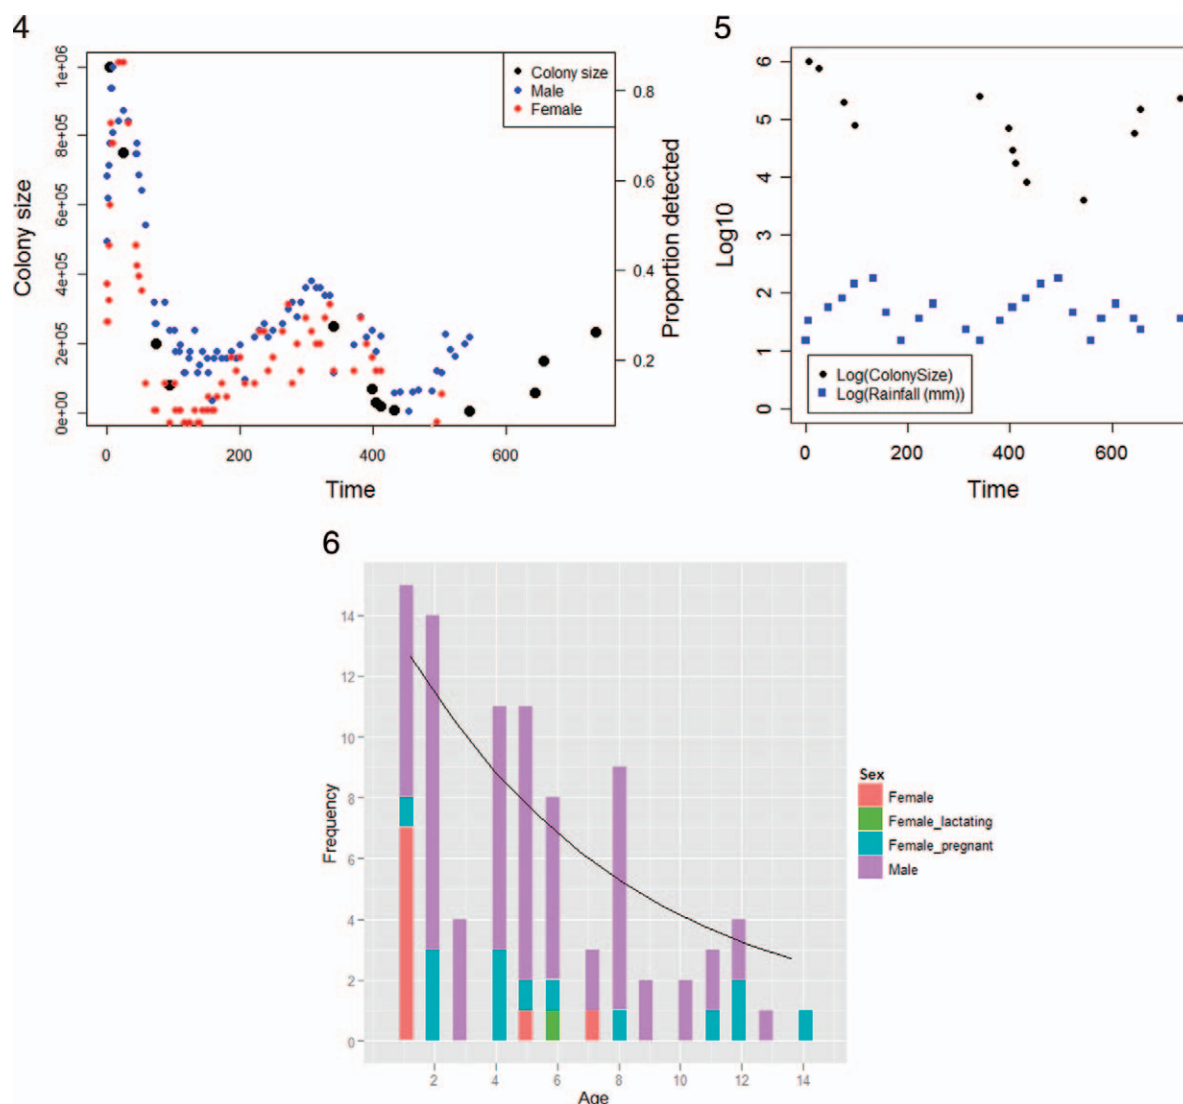 4
Colony size
0e+00
2e+05
4e+05
6e+05
8e+05
1e+06
Colony size
Male
Female
0.8
0.6
0.4
0.2
Proportion detected
0
200
400
600
Time
5
Log10
6
5
4
3
2
1
0
Log(ColonySize)
Log(Rainfall (mm))
0
200
400
600
Time
6
Frequency
14
12
10
8
6
4
2
0
2
4
6
8
10
12
14
Age
Sex
Female
Female_lactating
Female_pregnant
Male